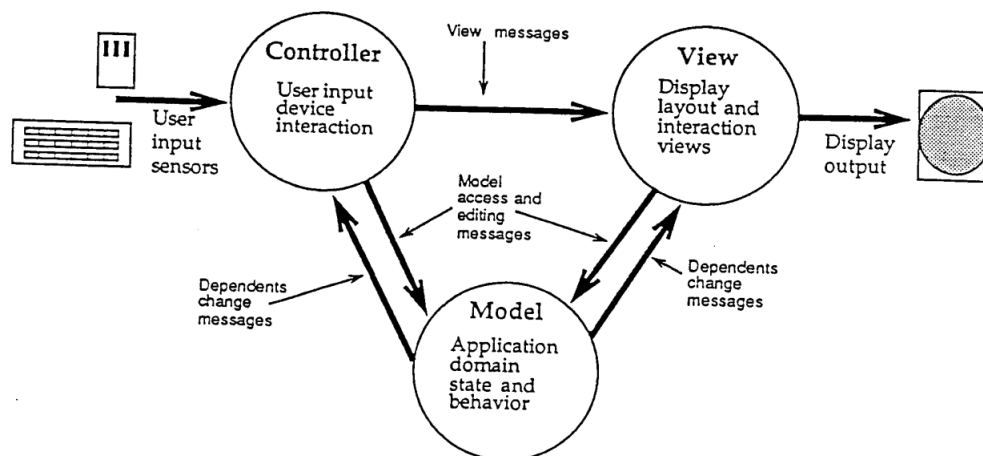 View messages
Controller
User input
device
interaction
View
Display
layout and
interaction
views
User
input
sensors
Display
output
Model
access and
editing
messages
Dependents
change
messages
Dependents
change
messages
Model
Application
domain
state and
behavior